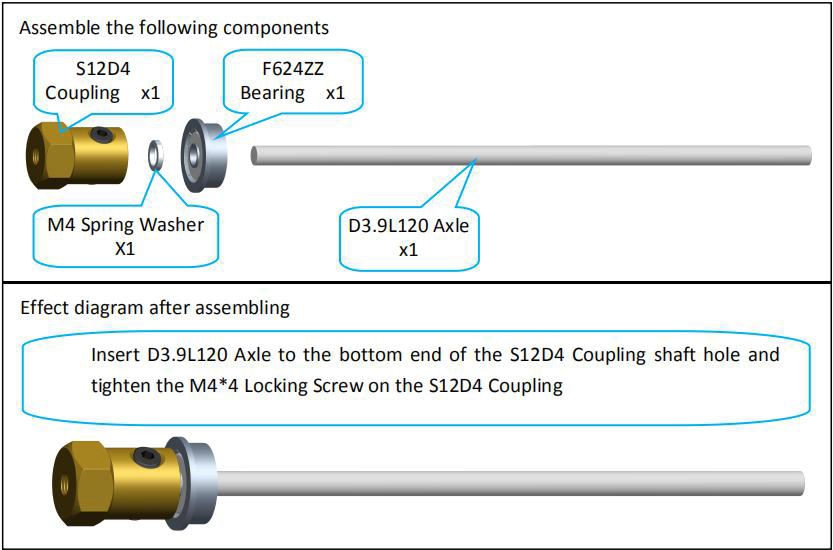 Assemble the following components
S12D4
Coupling x1
F624ZZ
Bearing x1
M4 Spring Washer
X1
D3.9L120 Axle
x1
Effect diagram after assembling
Insert D3.9L120 Axle to the bottom end of the S12D4 Coupling shaft hole and
tighten the M4*4 Locking Screw on the S12D4 Coupling